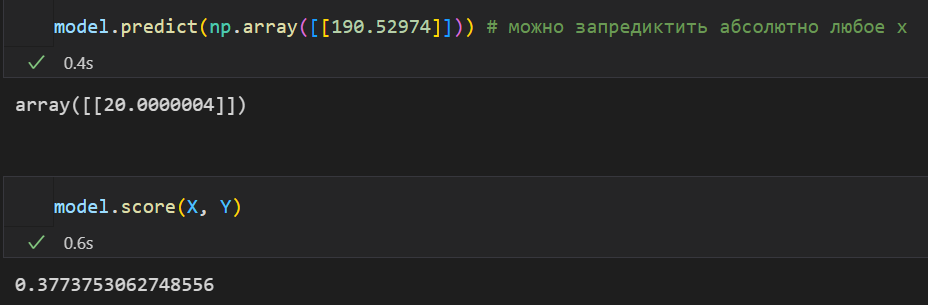 model.predict(np.array([[190.52974]])) # можно запредиктить абсолютно любое x
0.4s
array([[20.0000004]])
model.score(X, Y)
0.6s
0.3773753062748556